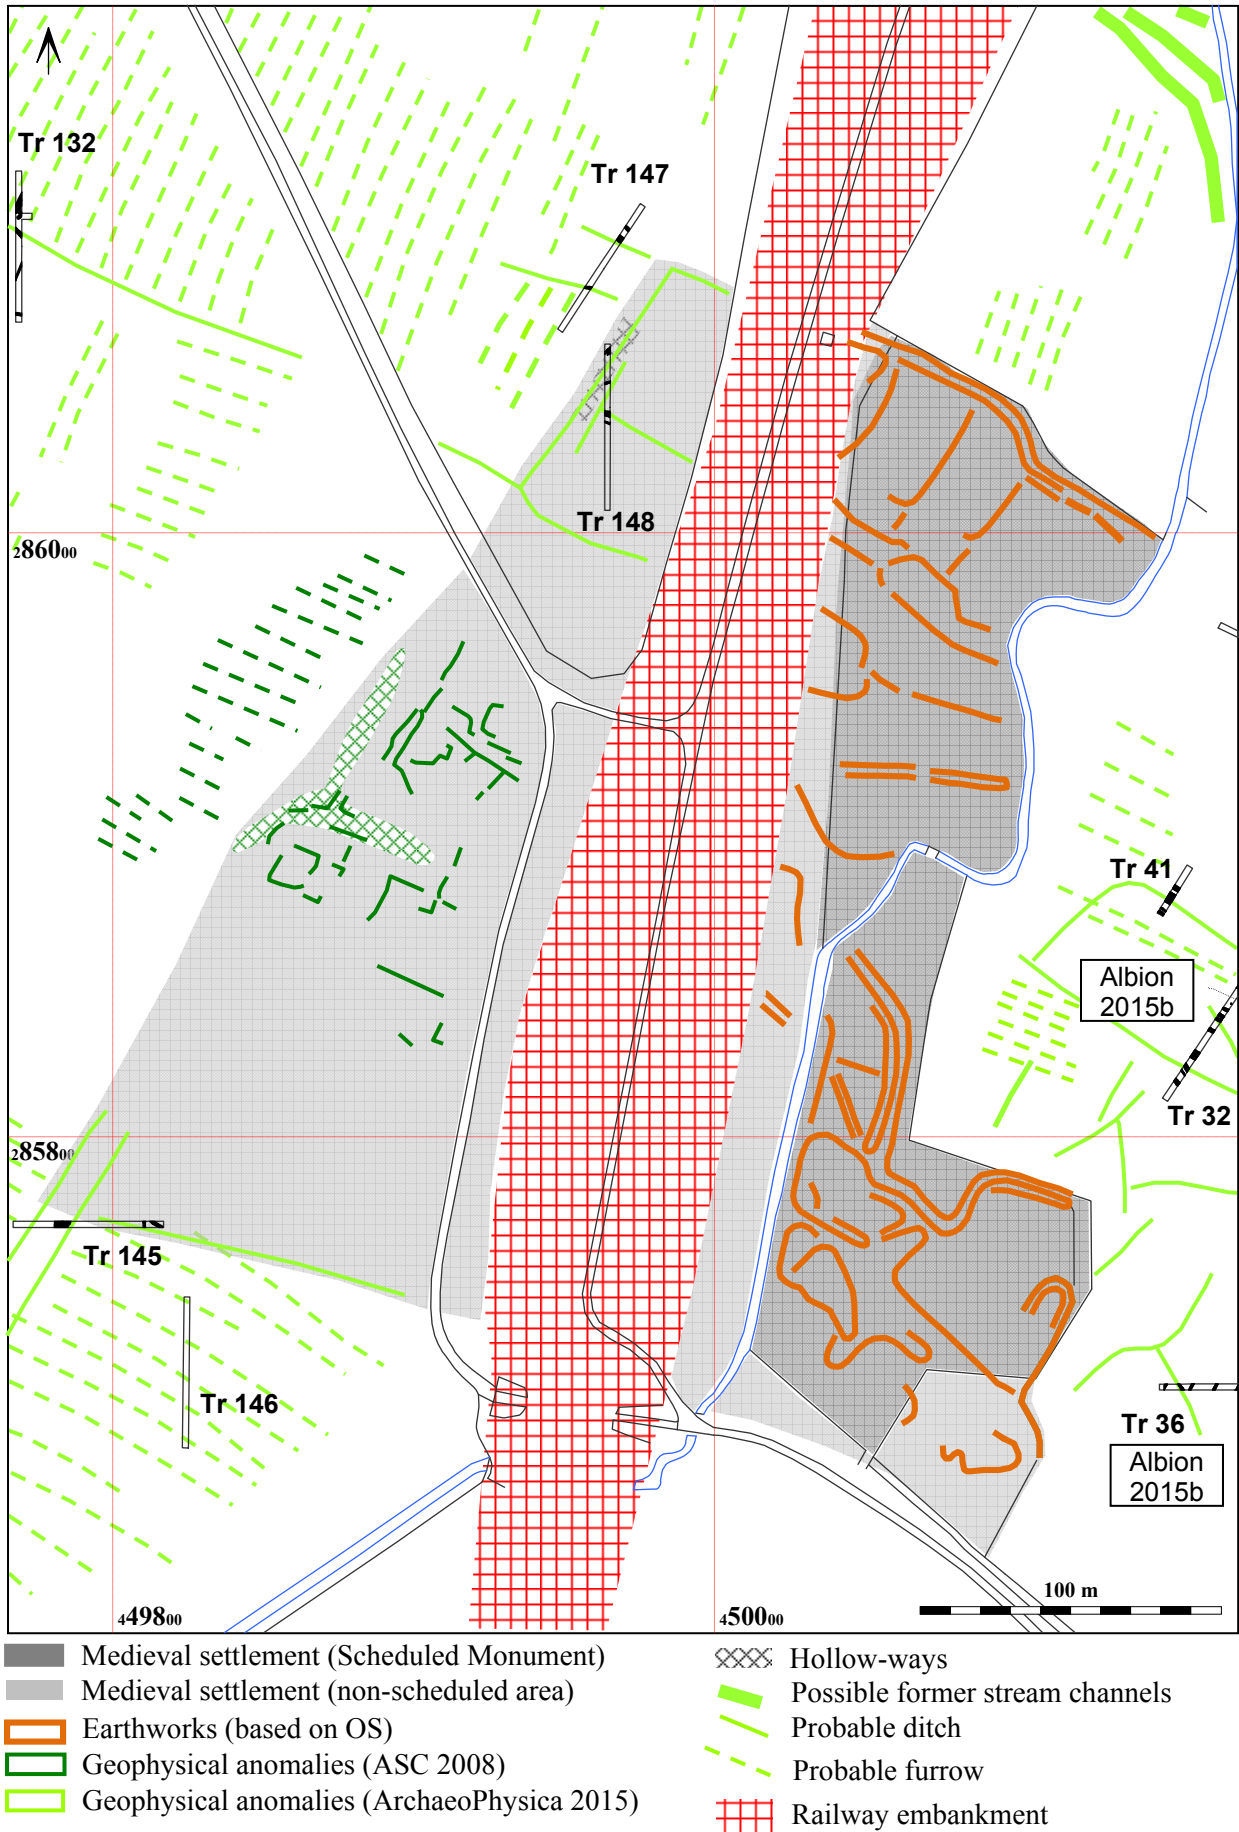 Tr 132
Tr 147
Tr 148
286000
Tr 41
Albion
2015b
Tr 32
285800
Tr 145
Tr 146
Tr 36
Albion
2015b
100 m
449800
450000
Medieval settlement (Scheduled Monument)
Medieval settlement (non-scheduled area)
Earthworks (based on OS)
Geophysical anomalies (ASC 2008)
Geophysical anomalies (ArchaeoPhysica 2015)
Hollow-ways
Possible former stream channels
Probable ditch
Probable furrow
Railway embankment